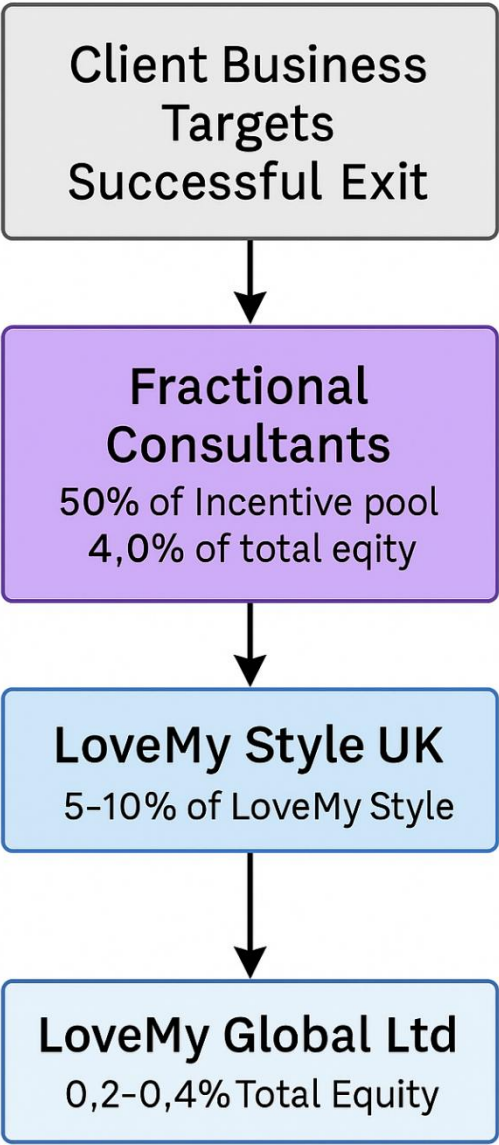 Client Business
Targets
Successful Exit
Fractional
Consultants
50% of Incentive pool
4,0% of total eqity
LoveMy Style UK
5-10% of LoveMy Style
LoveMy Global Ltd
0,2-0,4% Total Equity